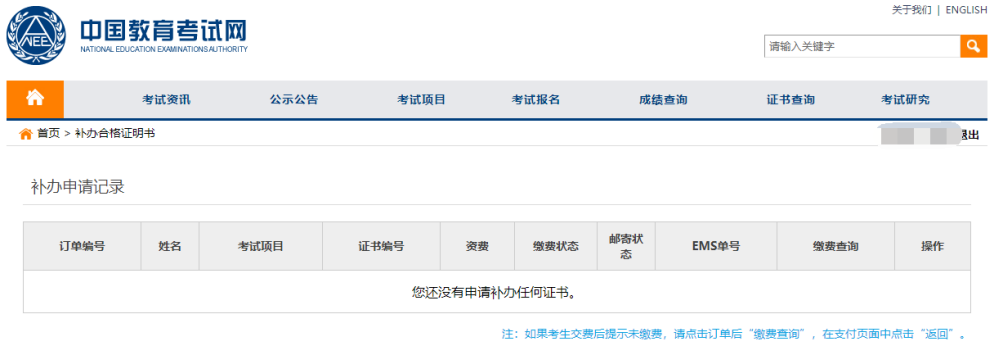 关于我们 | ENGLISH
NEEA
中国教育考试网
NATIONAL EDUCATION EXAMINATIONS AUTHORITY
请输入关键字
考试资讯 公示公告 考试项目 考试报名 成绩查询 证书查询 考试研究
首页 > 补办合格证明书
退出
补办申请记录
订单编号 姓名 考试项目 证书编号 资费 缴费状态 邮寄状态 EMS单号 缴费查询 操作
您还没有申请补办任何证书。
注：如果考生交费后提示未缴费，请点击订单后“缴费查询”，在支付页面中点击“返回”。